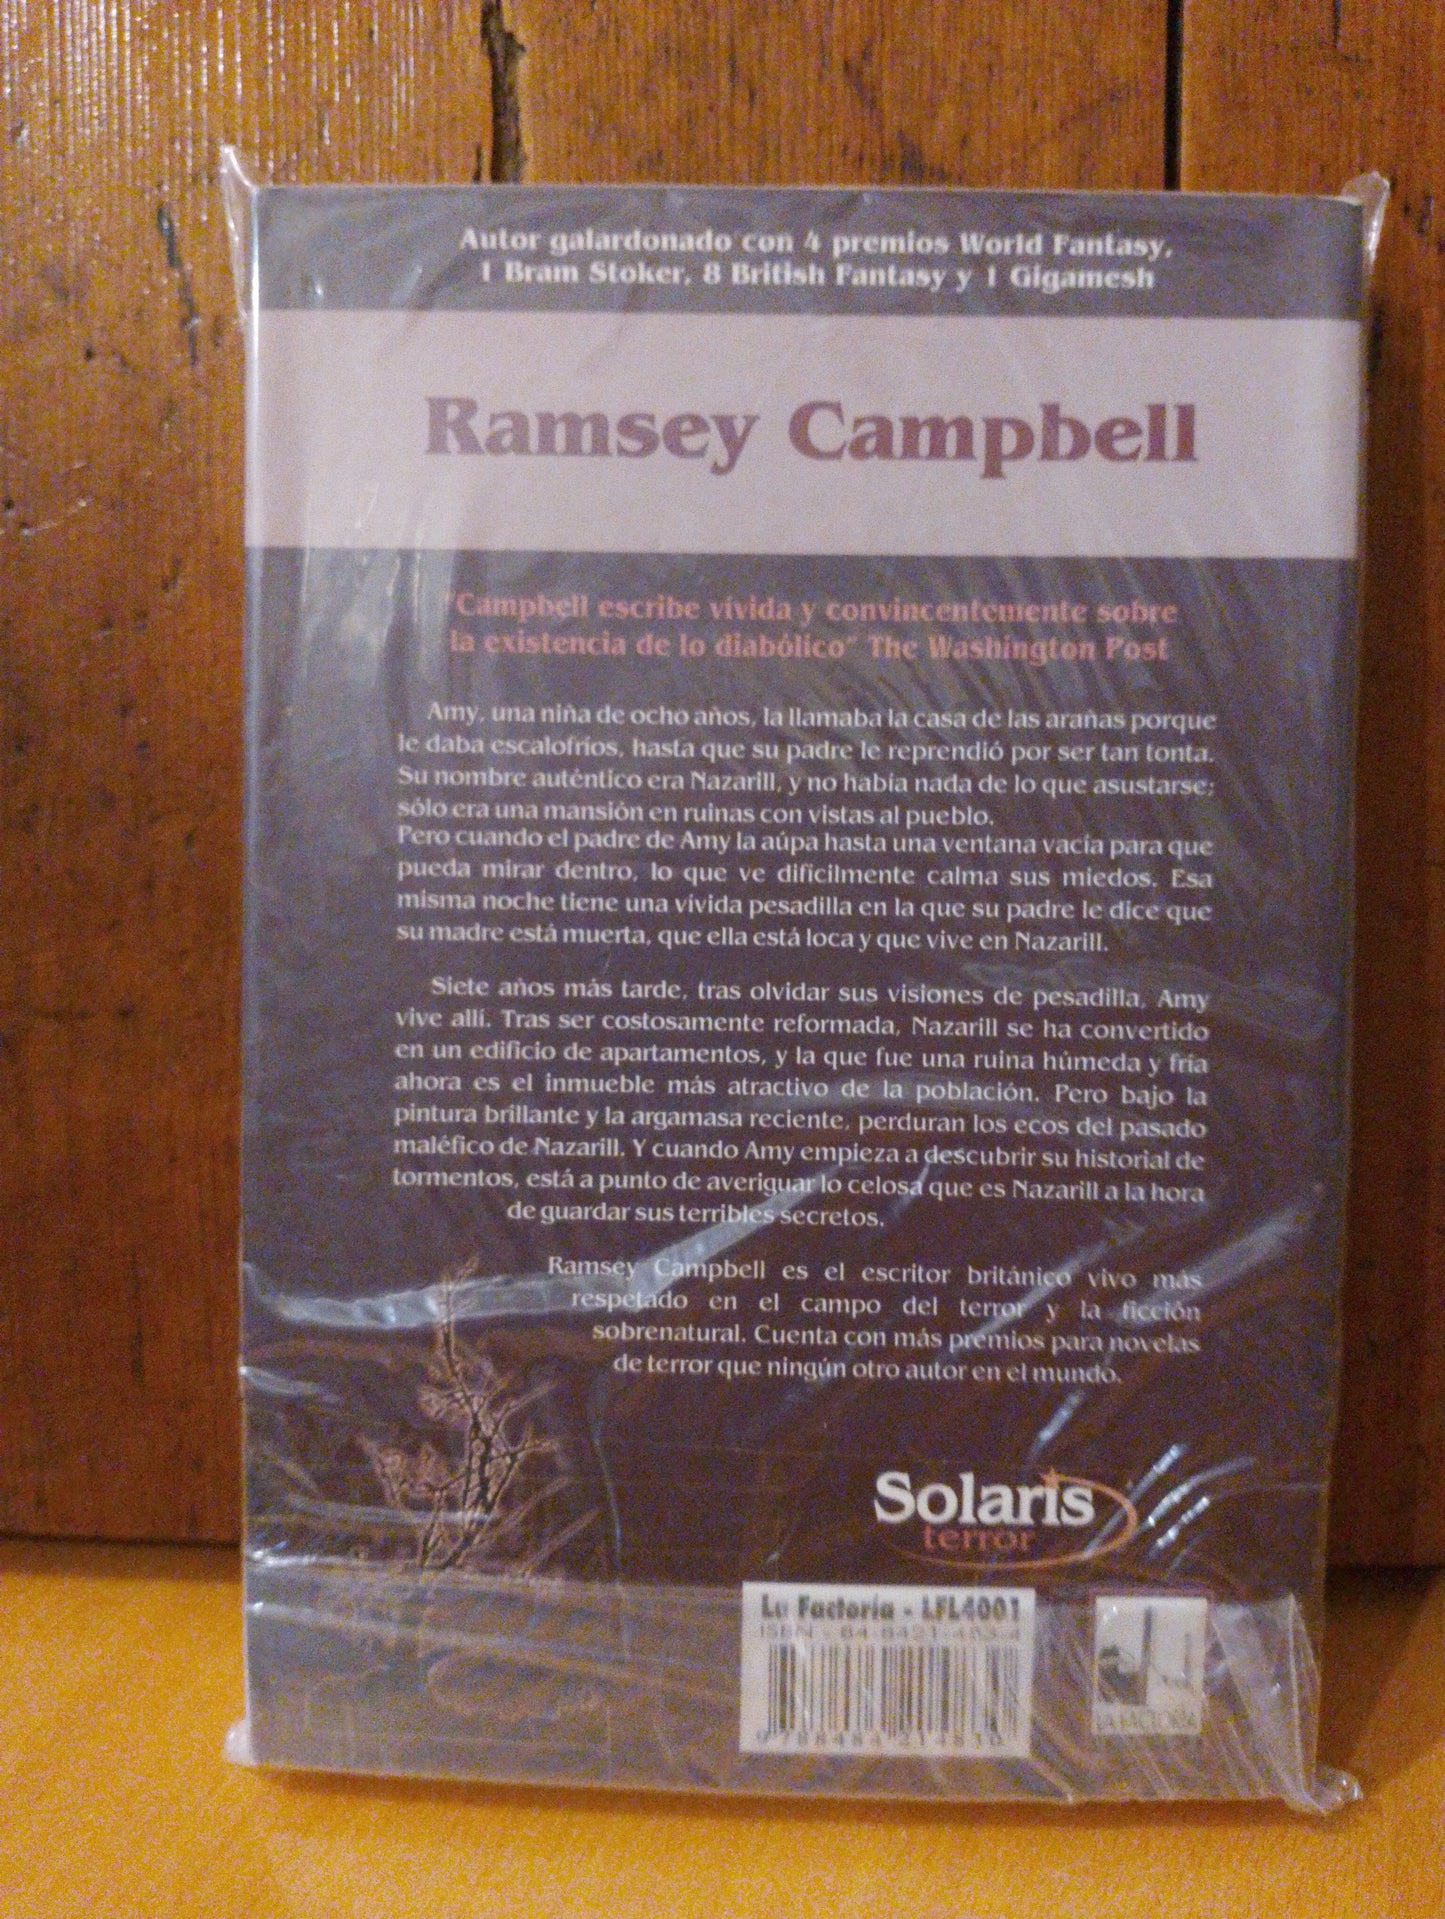 Autor galardonado con 4 premios World Fantasy,
1 Bram Stoker, 8 British Fantasy y 1 Gigamesh
Ramsey Campbell
"Campbell escribe vívida y convincentemente sobre
la existencia de lo diabólico" The Washington Post
Amy, una niña de ocho años, la llamaba la casa de las arañas porque
le daba escalofríos, hasta que su padre le reprendió por ser tan tonta.
Su nombre auténtico era Nazarill, y no había nada de lo que asustarse;
sólo era una mansión en ruinas con vistas al pueblo.
Pero cuando el padre de Amy la aúpa hasta una ventana vacía para que
pueda mirar dentro, lo que ve difícilmente calma sus miedos. Esa
misma noche tiene una vívida pesadilla en la que su padre le dice que
su madre está muerta, que ella está loca y que vive en Nazarill.
Siete años más tarde, tras olvidar sus visiones de pesadilla, Amy
vive allí. Tras ser costosamente reformada, Nazarill se ha convertido
en un edificio de apartamentos, y la que fue una ruina húmeda y fría
ahora es el inmueble más atractivo de la población. Pero bajo la
pintura brillante y la argamasa reciente, perduran los ecos del pasado
maléfico de Nazarill. Y cuando Amy empieza a descubrir su historial de
tormentos, está a punto de averiguar lo celosa que es Nazarill a la hora
de guardar sus terribles secretos.
Ramsey Campbell es el escritor británico vivo más
respetado en el campo del terror y la ficción
sobrenatural. Cuenta con más premios para novelas
de terror que ningún otro autor en el mundo.
Solaris
terror
La Factoría - LFL4001
ISBN -
LA FACTORIA